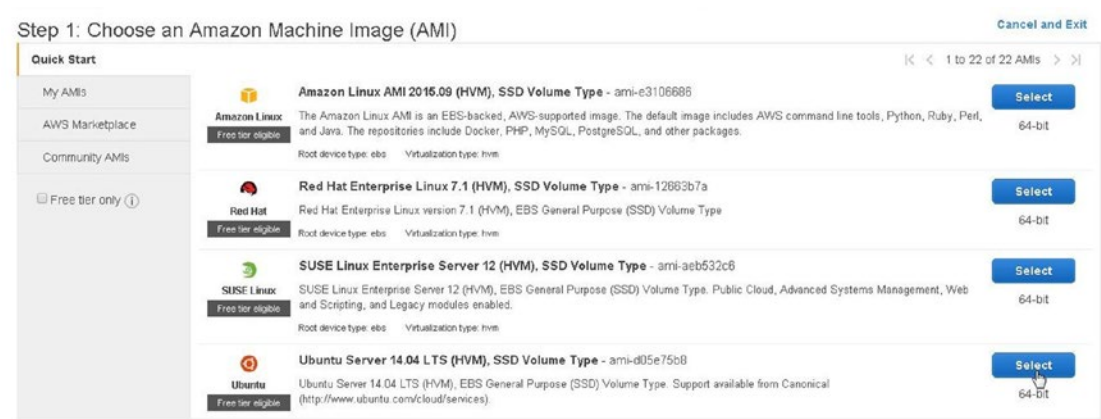 Step 1: Choose an Amazon Machine Image (AMI)
Cancel and Exit
Quick Start
My AMIs
AWS Marketplace
Community AMIs
Free tier only
1 to 22 of 22 AMIs
Amazon Linux
Free tier eligible
Amazon Linux AMI 2015.09 (HVM), SSD Volume Type - ami-e3106686
The Amazon Linux AMI is an EBS-backed, AWS-supported image. The default image includes AWS command line tools, Python, Ruby, Perl,
and Java. The repositories include Docker, PHP, MySQL, PostgreSQL, and other packages.
Root device type: ebs Virtualization type: hvm
Select
64-bit
Red Hat
Free tier eligible
Red Hat Enterprise Linux 7.1 (HVM), SSD Volume Type - ami-12663b7a
Red Hat Enterprise Linux version 7.1 (HVM), EBS General Purpose (SSD) Volume Type
Root device type: ebs Virtualization type: hvm
Select
64-bit
SUSE Linux
Free tier eligible
SUSE Linux Enterprise Server 12 (HVM), SSD Volume Type - ami-aeb532c6
SUSE Linux Enterprise Server 12 (HVM), EBS General Purpose (SSD) Volume Type. Public Cloud, Advanced Systems Management, Web
and Scripting, and Legacy modules enabled.
Root device type: ebs Virtualization type: hvm
Select
64-bit
Ubuntu
Free tier eligible
Ubuntu Server 14.04 LTS (HVM), SSD Volume Type - ami-d05e75b8
Ubuntu Server 14.04 LTS (HVM), EBS General Purpose (SSD) Volume Type. Support available from Canonical
(http://www.ubuntu.com/cloud/services).
Select
64-bit